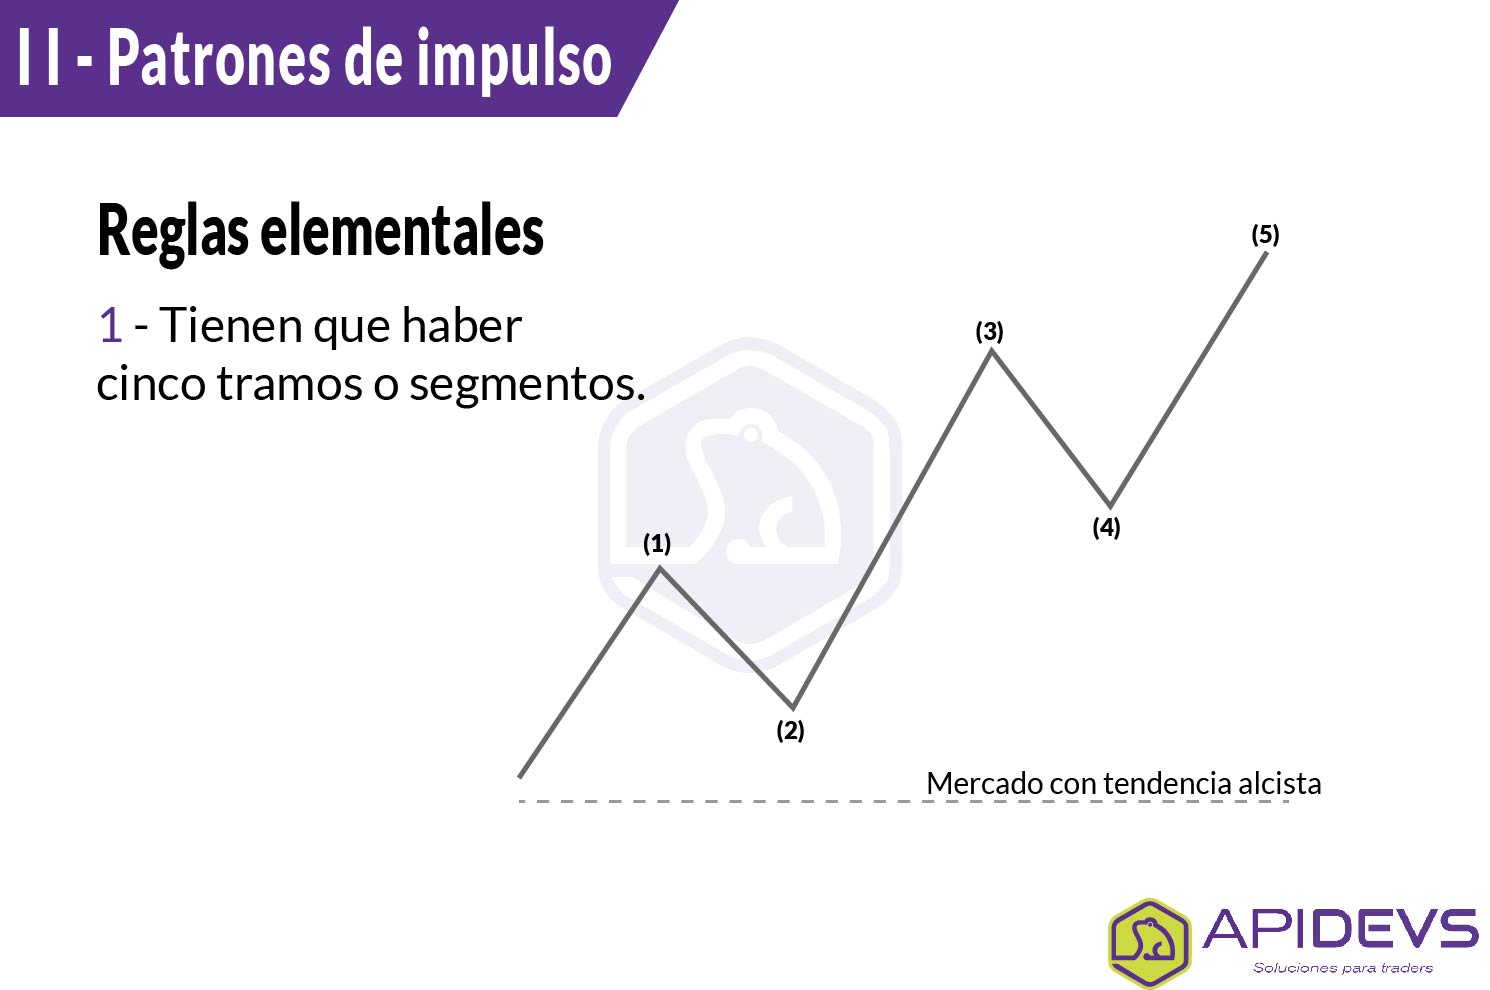 I I - Patrones de impulso
Reglas elementales
1 - Tienen que haber
cinco tramos o segmentos.
(5)
(3)
(4)
(1)
(2)
Mercado con tendencia alcista
APIDEVS
Soluciones para traders